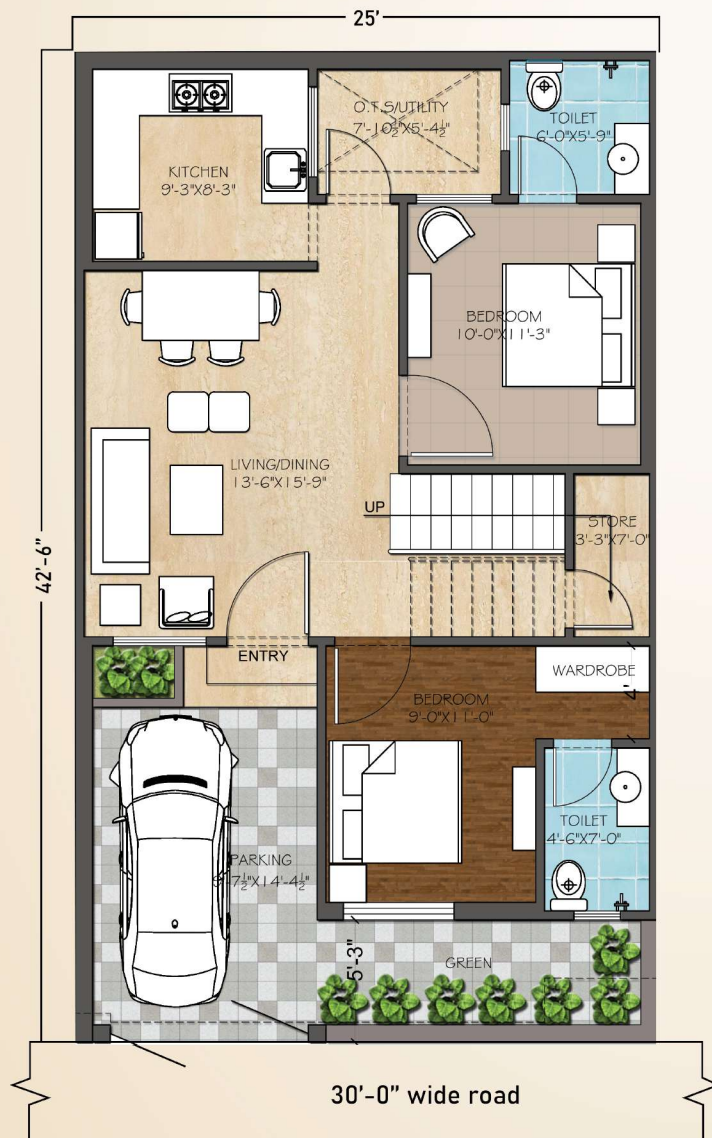 25'
O.T.S/UTILITY
7'-10½"X5'-4½"
TOILET
6'-0"X5'-9"
KITCHEN
9'-3"X8'-3"
BEDROOM
10'-0"X11'-3"
LIVING/DINING
13'-6"X15'-9"
UP
STORE
3'-3"X7'-0"
42'-6"
ENTRY
WARDROBE
4'
BEDROOM
9'-0"X11'-0"
TOILET
4'-6"X7'-0"
PARKING
GREEN
5'-3"
30'-0" wide road